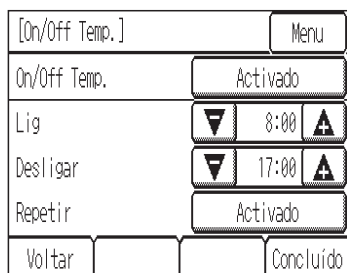 [On/Off Temp.] Menu
On/Off Temp. Activado
Lig 8:00
Desligar 17:00
Repetir Activado
Voltar Concluído